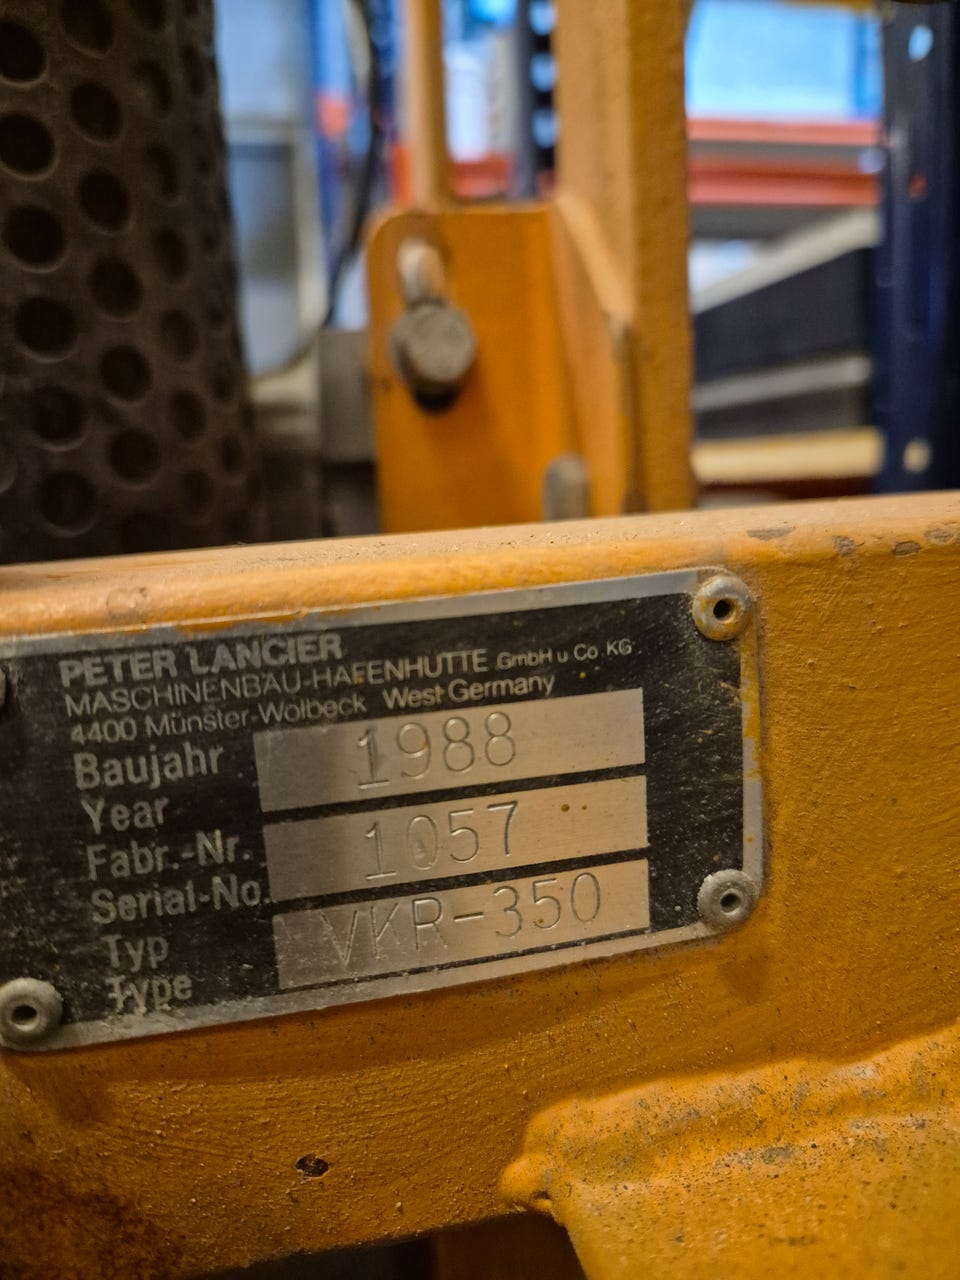 PETER LANCIER
MASCHINENBAU-HAFENHÜTTE GmbH u Co. KG
4400 Münster-Wolbeck West Germany
Baujahr 1988
Year
Fabr.-Nr. 1057
Serial-No.
Typ VKR-350
Type